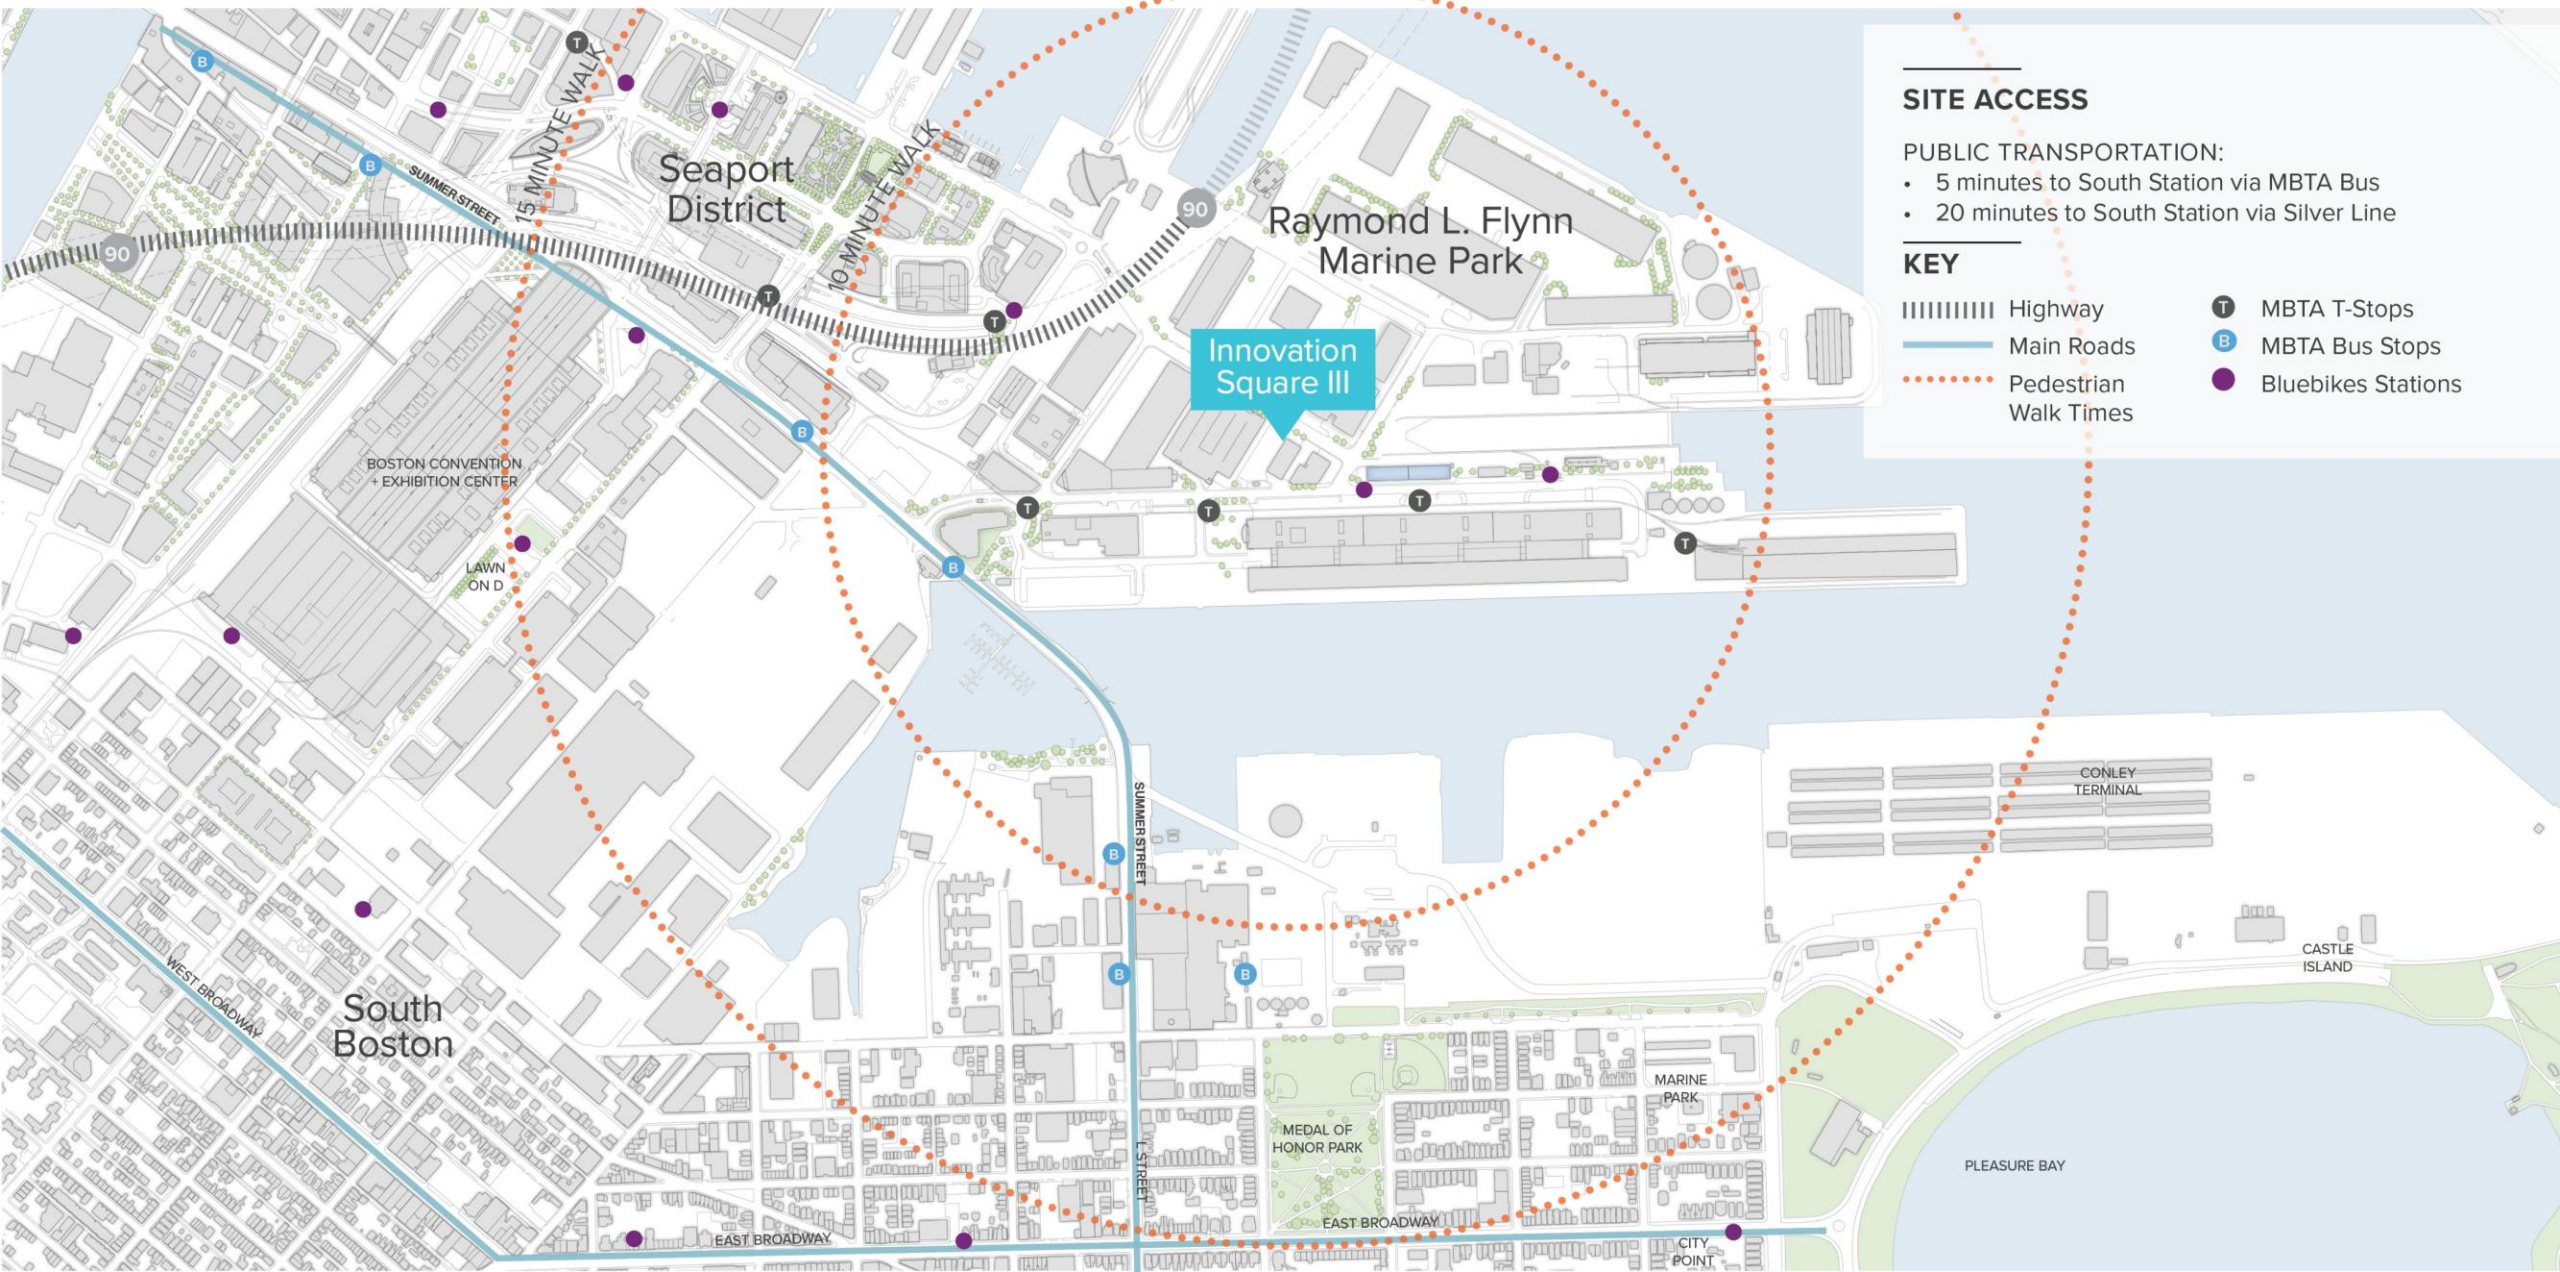 SITE ACCESS
PUBLIC TRANSPORTATION:
• 5 minutes to South Station via MBTA Bus
• 20 minutes to South Station via Silver Line
KEY
Highway
Main Roads
Pedestrian
Walk Times
T MBTA T-Stops
B MBTA Bus Stops
Bluebikes Stations
T
B
15 MINUTE WALK
10 MINUTE WALK
B
SUMMER STREET
Seaport
District
90
90
Raymond L. Flynn
Marine Park
T
T
Innovation
Square III
B
BOSTON CONVENTION
+ EXHIBITION CENTER
T
T
T
T
B
LAWN
ON D
SUMMER STREET
CONLEY
TERMINAL
B
B
B
CASTLE
ISLAND
WEST BROADWAY
South
Boston
MARINE
PARK
MEDAL OF
HONOR PARK
L STREET
PLEASURE BAY
EAST BROADWAY
EAST BROADWAY
CITY
POINT